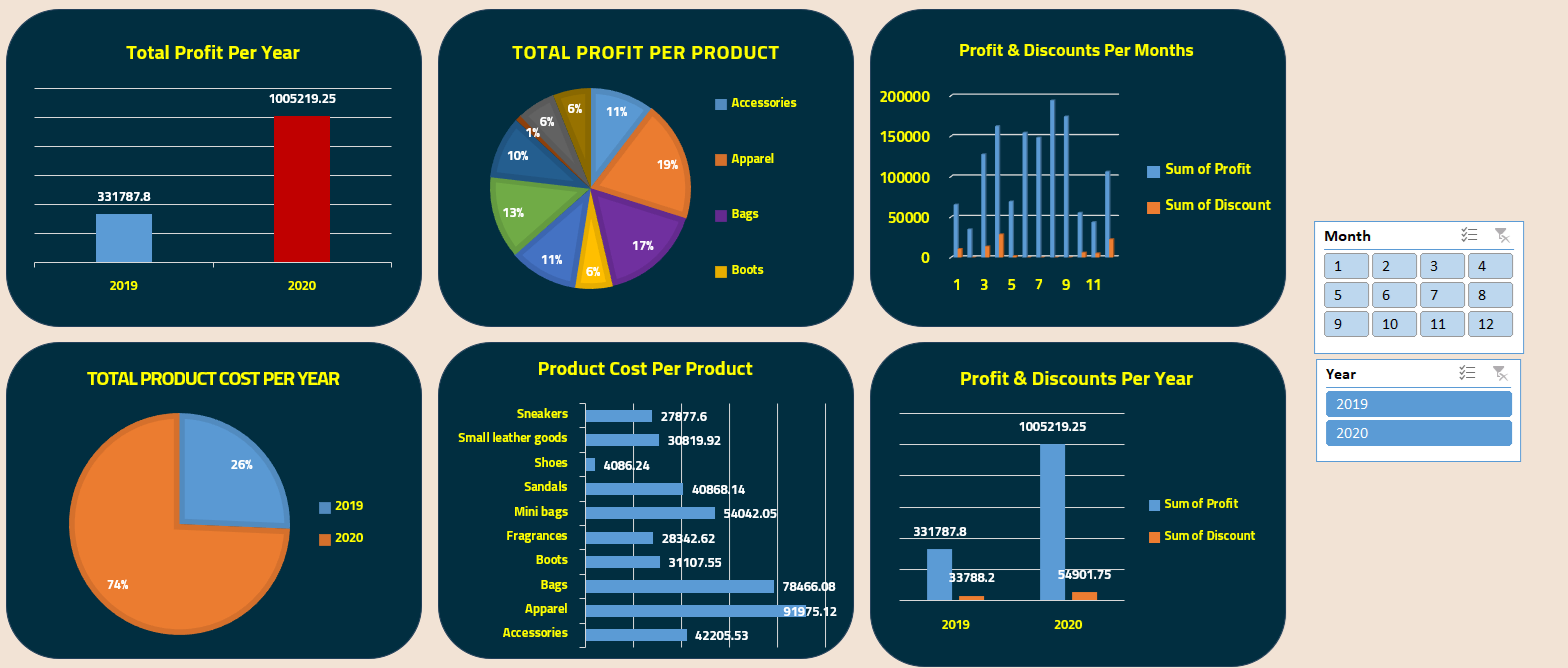 Total Profit Per Year
1005219.25
331787.8
2019
2020
TOTAL PROFIT PER PRODUCT
11%
19%
17%
6%
11%
13%
10%
1%
6%
6%
Accessories
Apparel
Bags
Boots
Profit & Discounts Per Months
200000
150000
100000
50000
0
1 3 5 7 9 11
Sum of Profit
Sum of Discount
Month
1 2 3 4
5 6 7 8
9 10 11 12
Year
2019
2020
TOTAL PRODUCT COST PER YEAR
26%
74%
2019
2020
Product Cost Per Product
Sneakers 27877.6
Small leather goods 30819.92
Shoes 4086.24
Sandals 40868.14
Mini bags 54042.05
Fragrances 28342.62
Boots 31107.55
Bags 78466.08
Apparel 91975.12
Accessories 42205.53
Profit & Discounts Per Year
1005219.25
331787.8
33788.2
54901.75
2019
2020
Sum of Profit
Sum of Discount